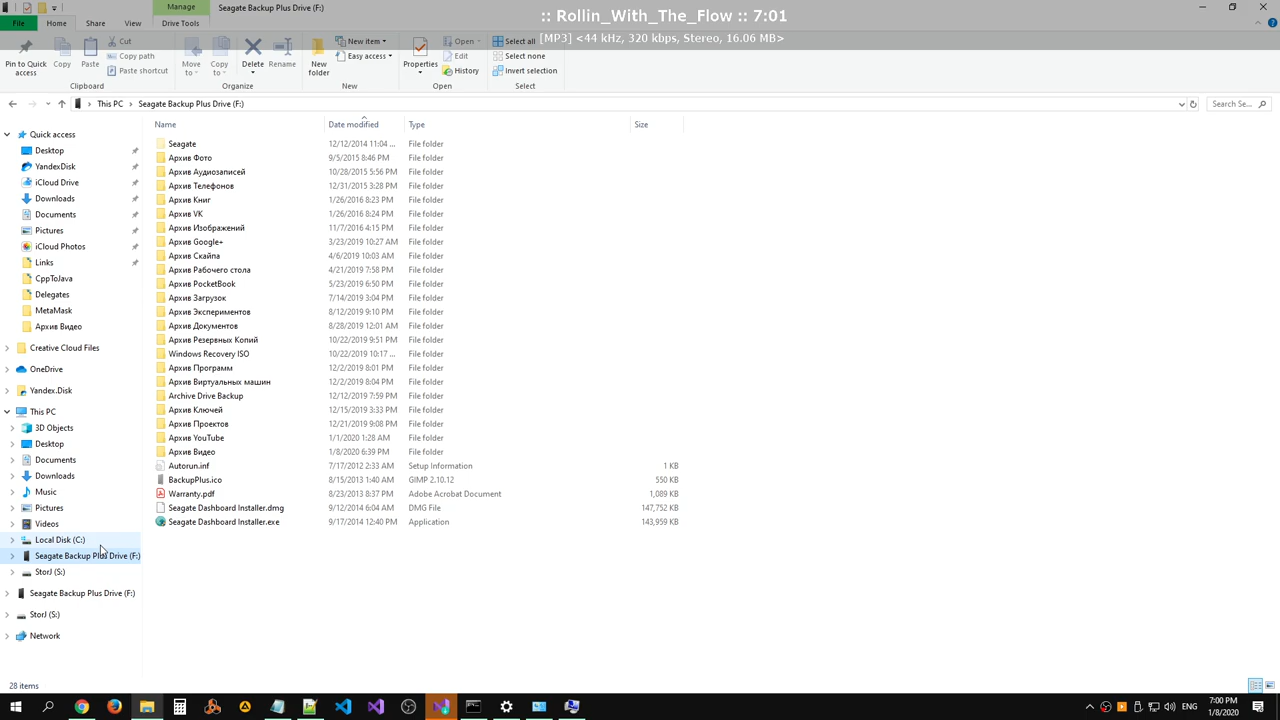 Manage
Seagate Backup Plus Drive (F:)
:: Rollin_With_The_Flow :: 7:01
File
Home
Share
View
Drive Tools
[MP3] <44 kHz, 320 kbps, Stereo, 16.06 MB>
Pin to Quick access
Copy
Paste
Cut
Copy path
Paste shortcut
Clipboard
Move to
Copy to
Delete
Rename
Organize
New folder
New item
Easy access
New
Properties
Open
Edit
History
Open
Select all
Select none
Invert selection
Select
This PC
Seagate Backup Plus Drive (F:)
Search Se...
Name
Date modified
Type
Size
Quick access
Desktop
YandexDisk
iCloud Drive
Downloads
Documents
Pictures
iCloud Photos
Links
CppToJava
Delegates
MetaMask
Архив Видео
Creative Cloud Files
OneDrive
Yandex.Disk
This PC
3D Objects
Desktop
Documents
Downloads
Music
Pictures
Videos
Local Disk (C:)
Seagate Backup Plus Drive (F:)
StorJ (S:)
Seagate Backup Plus Drive (F:)
StorJ (S:)
Network
Seagate 12/12/2014 11:04 ... File folder
Архив Фото 9/5/2015 8:46 PM File folder
Архив Аудиозаписей 10/28/2015 5:56 PM File folder
Архив Телефонов 12/31/2015 3:28 PM File folder
Архив Книг 1/26/2016 8:23 PM File folder
Архив VK 1/26/2016 8:24 PM File folder
Архив Изображений 11/7/2016 4:15 PM File folder
Архив Google+ 3/23/2019 10:27 AM File folder
Архив Скайпа 4/6/2019 10:03 AM File folder
Архив Рабочего стола 4/21/2019 7:58 PM File folder
Архив PocketBook 5/23/2019 6:50 PM File folder
Архив Загрузок 7/14/2019 3:04 PM File folder
Архив Экспериментов 8/12/2019 9:10 PM File folder
Архив Документов 8/28/2019 12:01 AM File folder
Архив Резервных Копий 10/22/2019 9:51 PM File folder
Windows Recovery ISO 10/22/2019 10:17 ... File folder
Архив Программ 12/2/2019 8:01 PM File folder
Архив Виртуальных машин 12/2/2019 8:04 PM File folder
Archive Drive Backup 12/12/2019 7:59 PM File folder
Архив Ключей 12/15/2019 3:33 PM File folder
Архив Проектов 12/21/2019 9:08 PM File folder
Архив YouTube 1/1/2020 1:28 AM File folder
Архив Видео 1/8/2020 6:39 PM File folder
Autorun.inf 7/17/2012 2:33 AM Setup Information 1 KB
BackupPlus.ico 8/15/2013 1:40 AM GIMP 2.10.12 550 KB
Warranty.pdf 8/23/2013 8:37 PM Adobe Acrobat Document 1,089 KB
Seagate Dashboard Installer.dmg 9/12/2014 6:04 AM DMG File 147,752 KB
Seagate Dashboard Installer.exe 9/17/2014 12:40 PM Application 143,959 KB
28 items
ENG
7:00 PM
1/8/2020